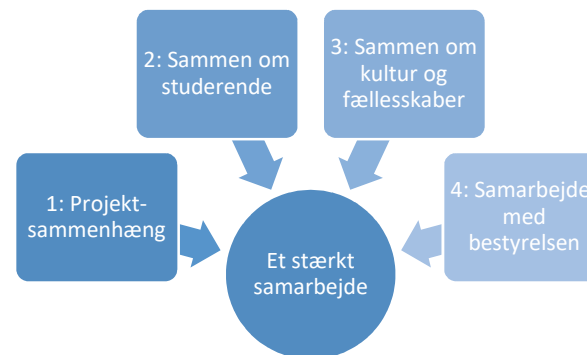 1: Projekt-
sammenhæng
2: Sammen om
studerende
3: Sammen om
kultur og
fællesskaber
4: Samarbejde
med
bestyrelsen
Et stærkt
samarbejde